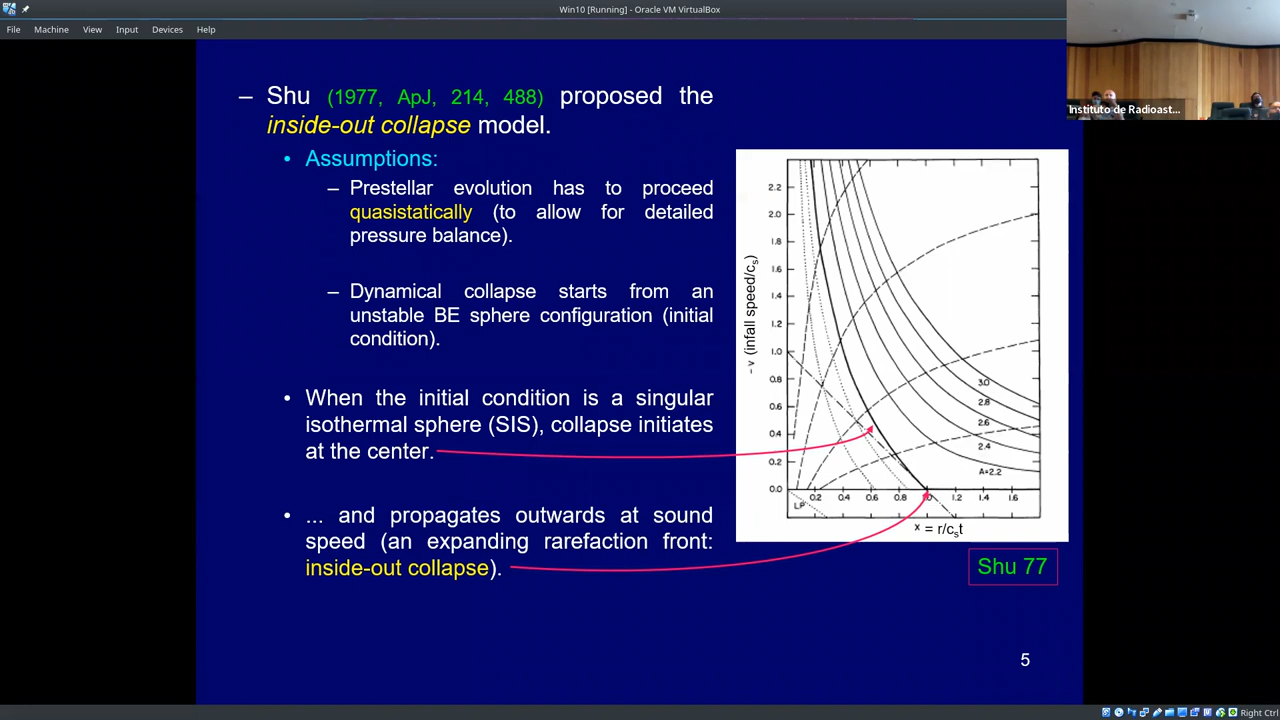 Win10 [Running] - Oracle VM VirtualBox
File Machine View Input Devices Help
Instituto de Radioast...
– Shu (1977, ApJ, 214, 488) proposed the
inside-out collapse model.
• Assumptions:
– Prestellar evolution has to proceed
quasistatically (to allow for detailed
pressure balance).
– Dynamical collapse starts from an
unstable BE sphere configuration (initial
condition).
• When the initial condition is a singular
isothermal sphere (SIS), collapse initiates
at the center.
• ... and propagates outwards at sound
speed (an expanding rarefaction front:
inside-out collapse).
- v (infall speed/cs)
2.2
2.0
1.8
1.6
1.4
1.2
1.0
0.8
0.6
0.4
0.2
0.0
3.0
2.8
2.6
2.4
A=2.2
0.2 0.4 0.6 0.8 1.0 1.2 1.4 1.6
LP
x = r/cst
Shu 77
5
Right Ctrl